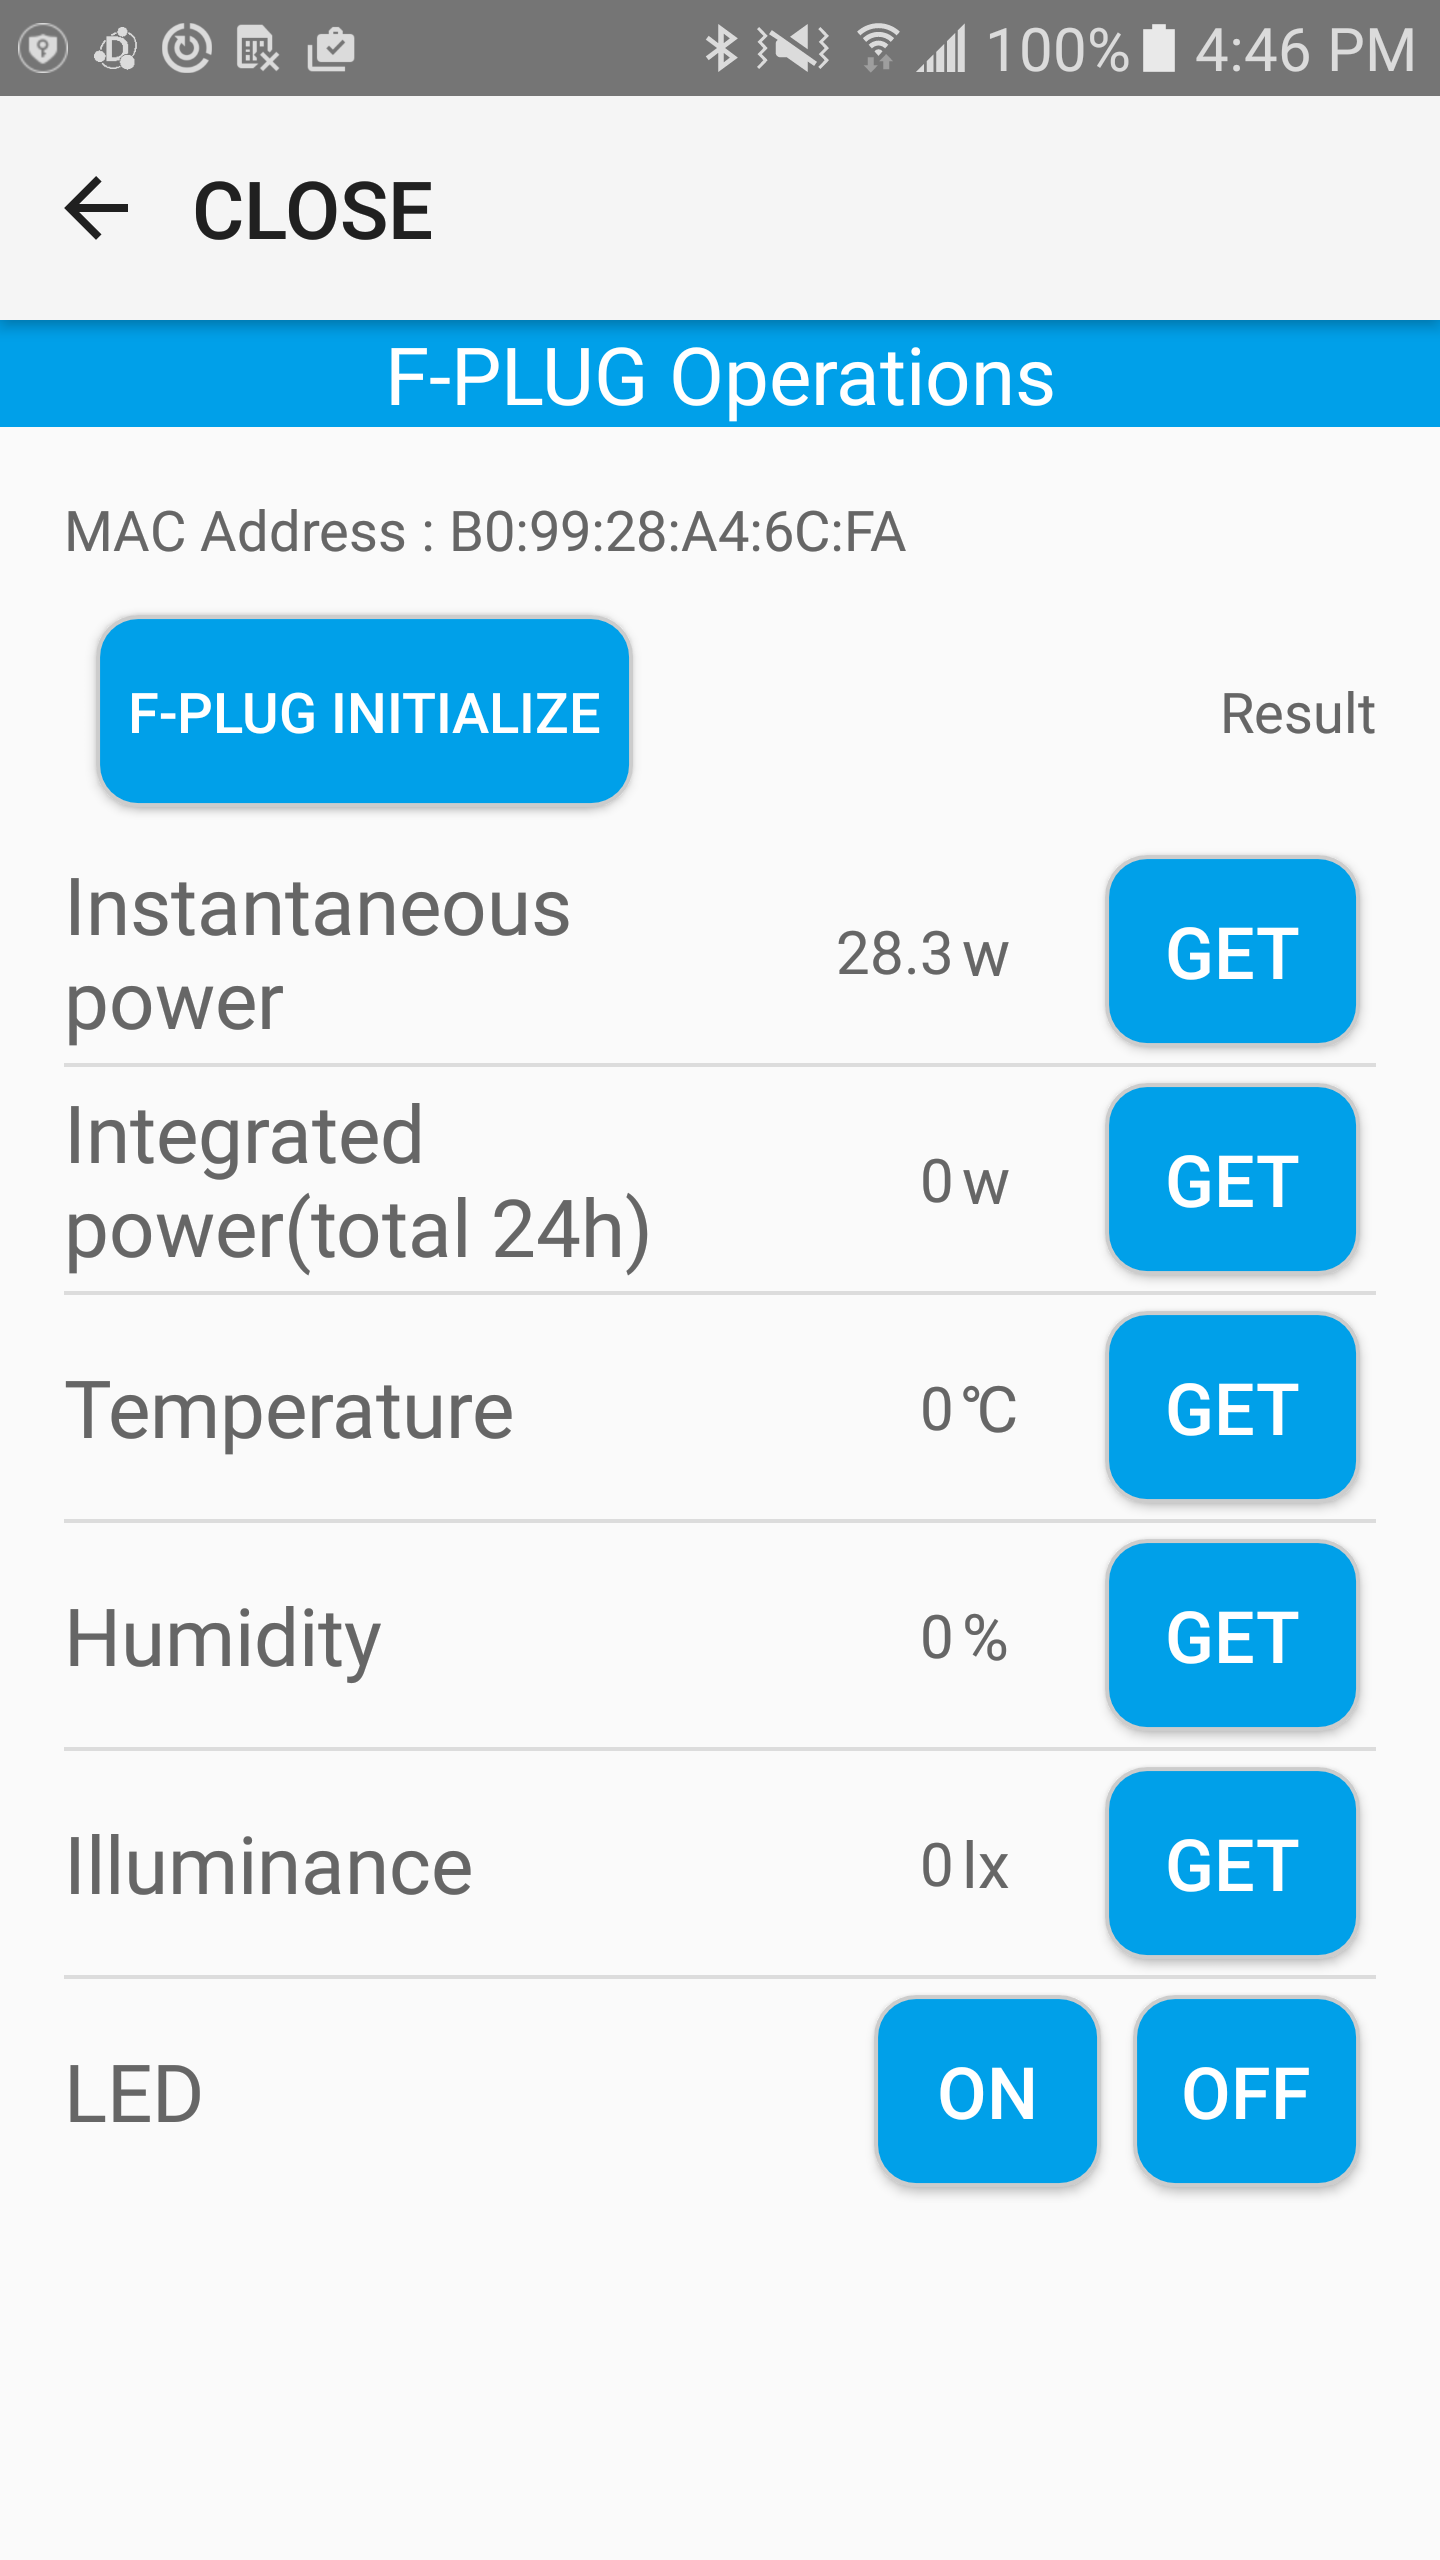 100% 4:46 PM
CLOSE
F-PLUG Operations
MAC Address : B0:99:28:A4:6C:FA
F-PLUG INITIALIZE
Result
Instantaneous
power
28.3 w
GET
Integrated
power(total 24h)
0 w
GET
Temperature
0 ℃
GET
Humidity
0 %
GET
Illuminance
0 lx
GET
LED
ON
OFF